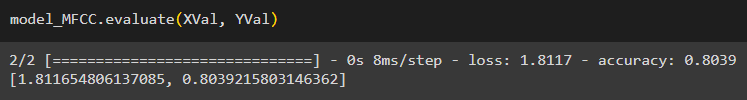 model_MFCC.evaluate(XVal, YVal)
2/2 [==============================] - 0s 8ms/step - loss: 1.8117 - accuracy: 0.8039
[1.811654806137085, 0.8039215803146362]